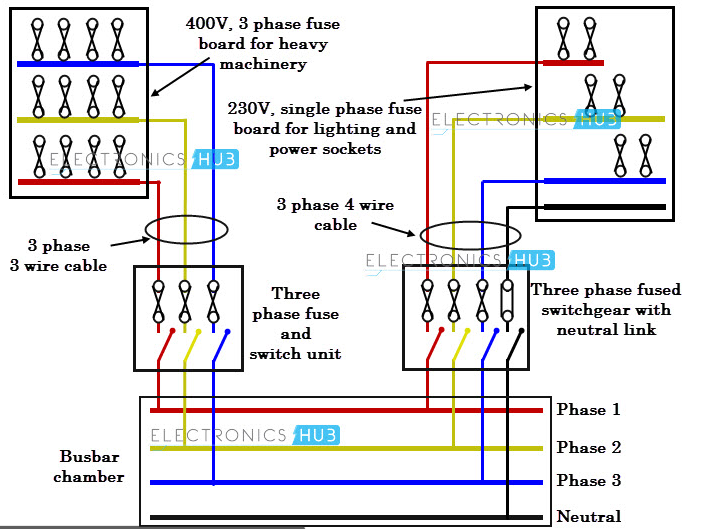 400V, 3 phase fuse
board for heavy
machinery
230V, single phase fuse
board for lighting and
power sockets
ELECTRONICS HUB
ELECTRONICS HUB
3 phase 4 wire
cable
3 phase
3 wire cable
ELECTRONICS HUB
Three
phase fuse
and
switch unit
Three phase fused
switchgear with
neutral link
Phase 1
ELECTRONICS HUB
Phase 2
Busbar
chamber
Phase 3
Neutral